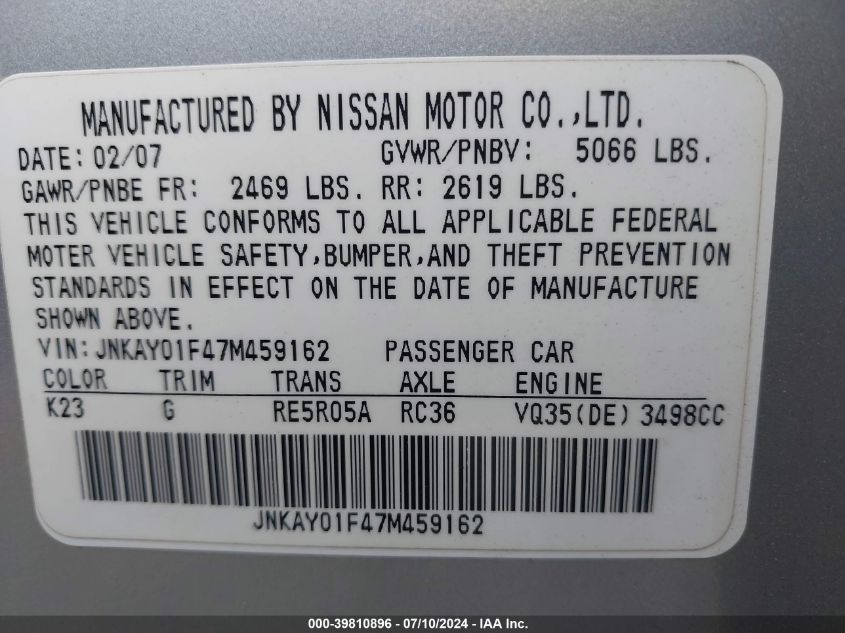 MANUFACTURED BY NISSAN MOTOR CO.,LTD.
DATE: 02/07 GVWR/PNBV: 5066 LBS.
GAWR/PNBE FR: 2469 LBS. RR: 2619 LBS.
THIS VEHICLE CONFORMS TO ALL APPLICABLE FEDERAL
MOTER VEHICLE SAFETY,BUMPER,AND THEFT PREVENTION
STANDARDS IN EFFECT ON THE DATE OF MANUFACTURE
SHOWN ABOVE.
VIN:JNKAY01F47M459162 PASSENGER CAR
COLOR TRIM TRANS AXLE ENGINE
K23 G RE5R05A RC36 VQ35(DE) 3498CC
JNKAY01F47M459162
000-39810896 - 07/10/2024 - IAA Inc.